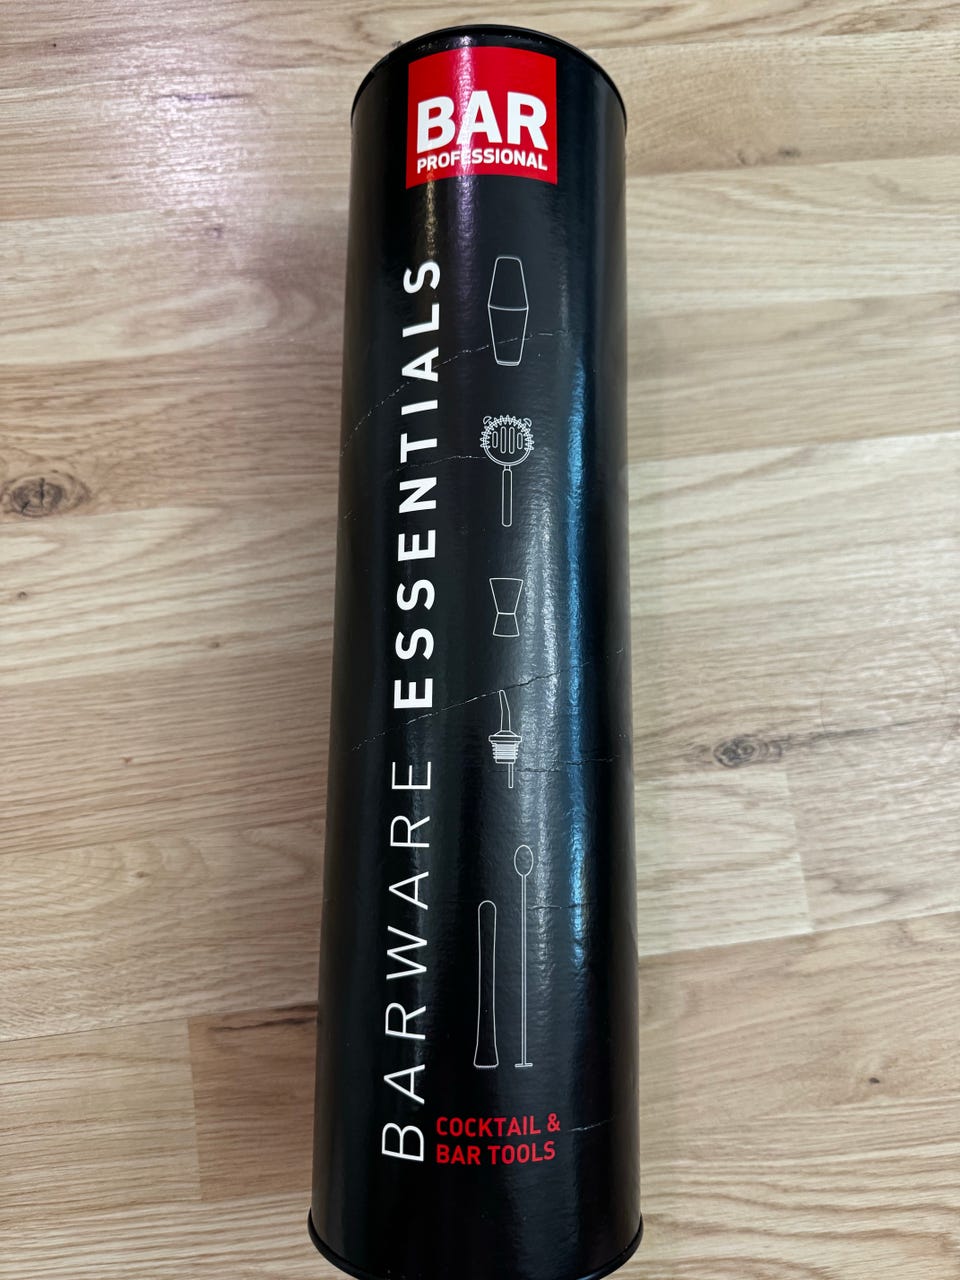 BAR
PROFESSIONAL
BARWARE ESSENTIALS
COCKTAIL &
BAR TOOLS